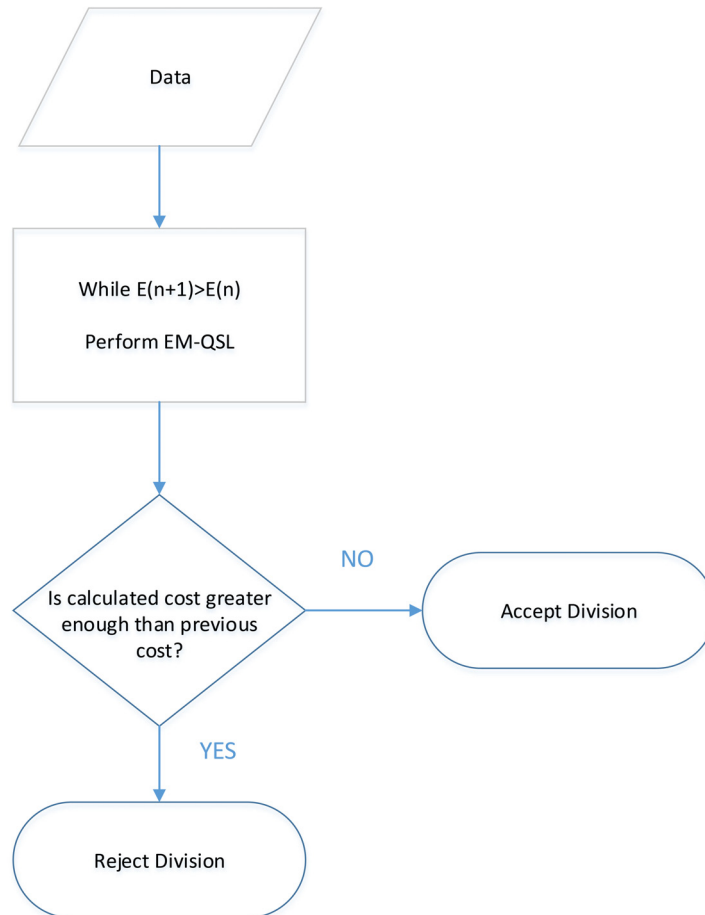 Data
While E(n+1)>E(n)
Perform EM-QSL
Is calculated cost greater
enough than previous
cost?
NO
Accept Division
YES
Reject Division